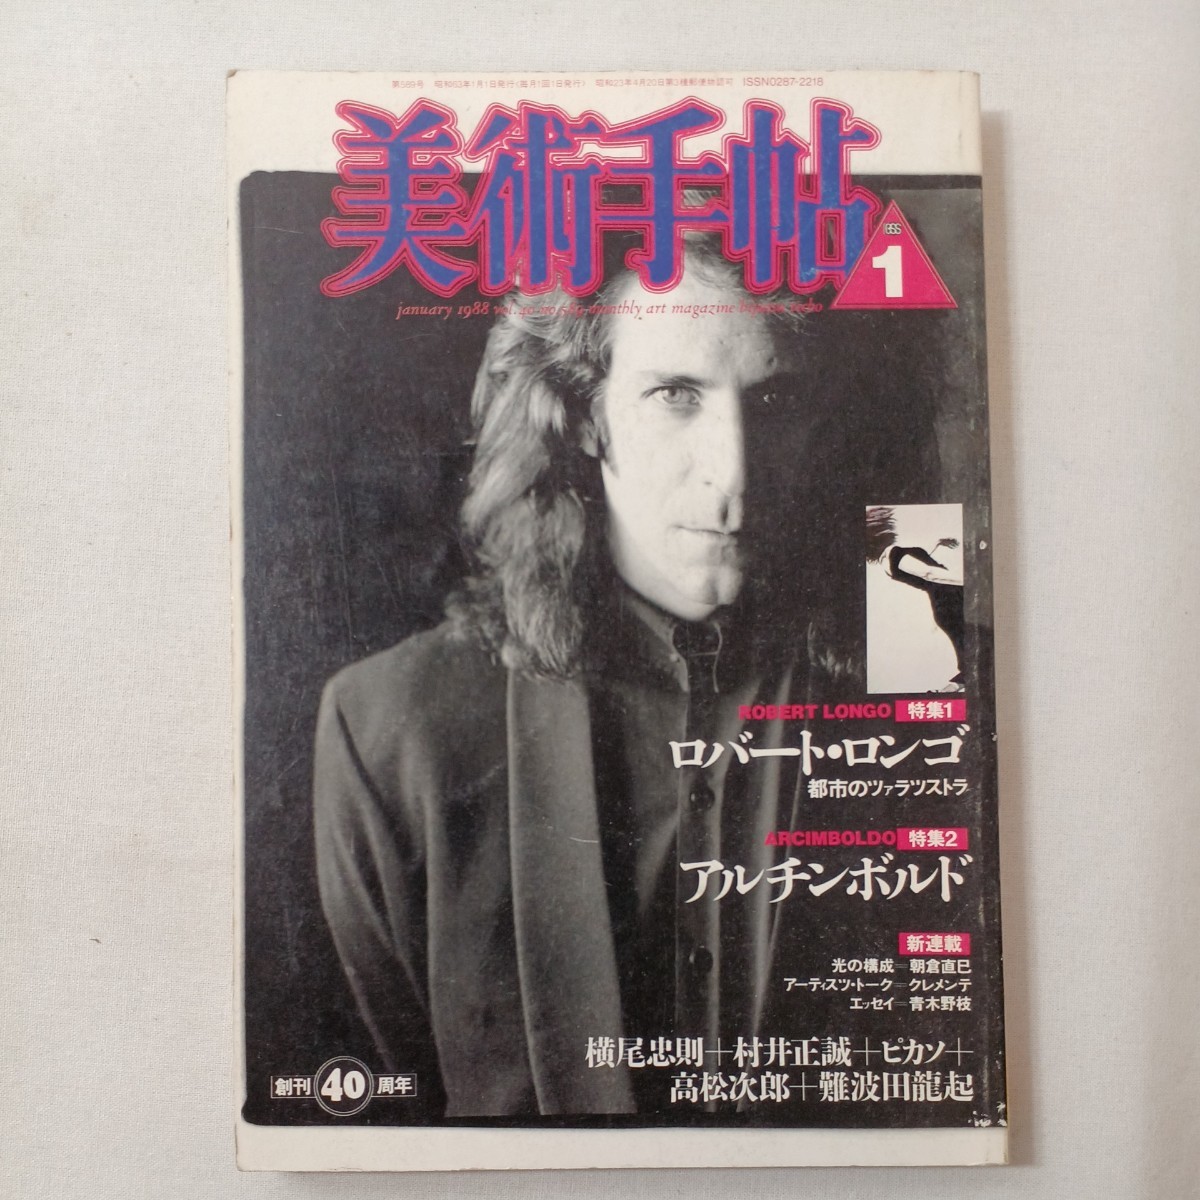 第589号 昭和63年1月1日発行(毎月1回1日発行) 昭和23年4月20日第3種郵便物認可 ISSN0287-2218
美術手帖
1988
1
january 1988 vol. 40 no. 589 monthly art magazine bijutsu techo
ROBERT LONGO 特集1
ロバート・ロンゴ
都市のツァラツストラ
ARCIMBOLDO 特集2
アルチンボルド
新連載
光の構成=朝倉直巳
アーティスツ・トーク=クレメンテ
エッセイ=青木野枝
横尾忠則+村井正誠+ピカソ+
高松次郎+難波田龍起
創刊40周年